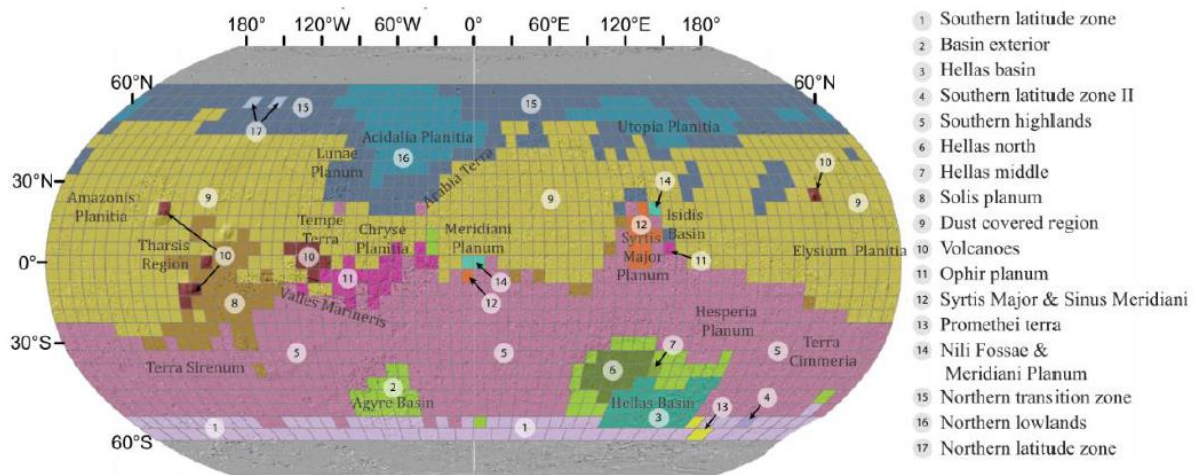 180° 120°W 60°W 0° 60°E 120°E 180°
60°N
60°N
15
15
17
Acidalia Planitia
Utopia Planitia
16
Lunae
Planum
Arabia Terra
10
14
30°N
Amazonis
Planitia
9
9
9
12
Isidis
Basin
Tempe
Terra
Chryse
Planitia
Meridiani
Planum
Syrtis
Major
Planum
Tharsis
Region
10
10
11
Elysium Planitia
0°
0°
11
14
12
8
Valles Marineris
Hesperia
Planum
30°S
30°S
Terra Sirenum
5
5
7
5
Terra
Cimmeria
6
2
Agyre Basin
Hellas Basin
3
13
4
1
1
60°S
60°S
1 Southern latitude zone
2 Basin exterior
3 Hellas basin
4 Southern latitude zone II
5 Southern highlands
6 Hellas north
7 Hellas middle
8 Solis planum
9 Dust covered region
10 Volcanoes
11 Ophir planum
12 Syrtis Major & Sinus Meridiani
13 Promethei terra
14 Nili Fossae &
Meridiani Planum
15 Northern transition zone
16 Northern lowlands
17 Northern latitude zone